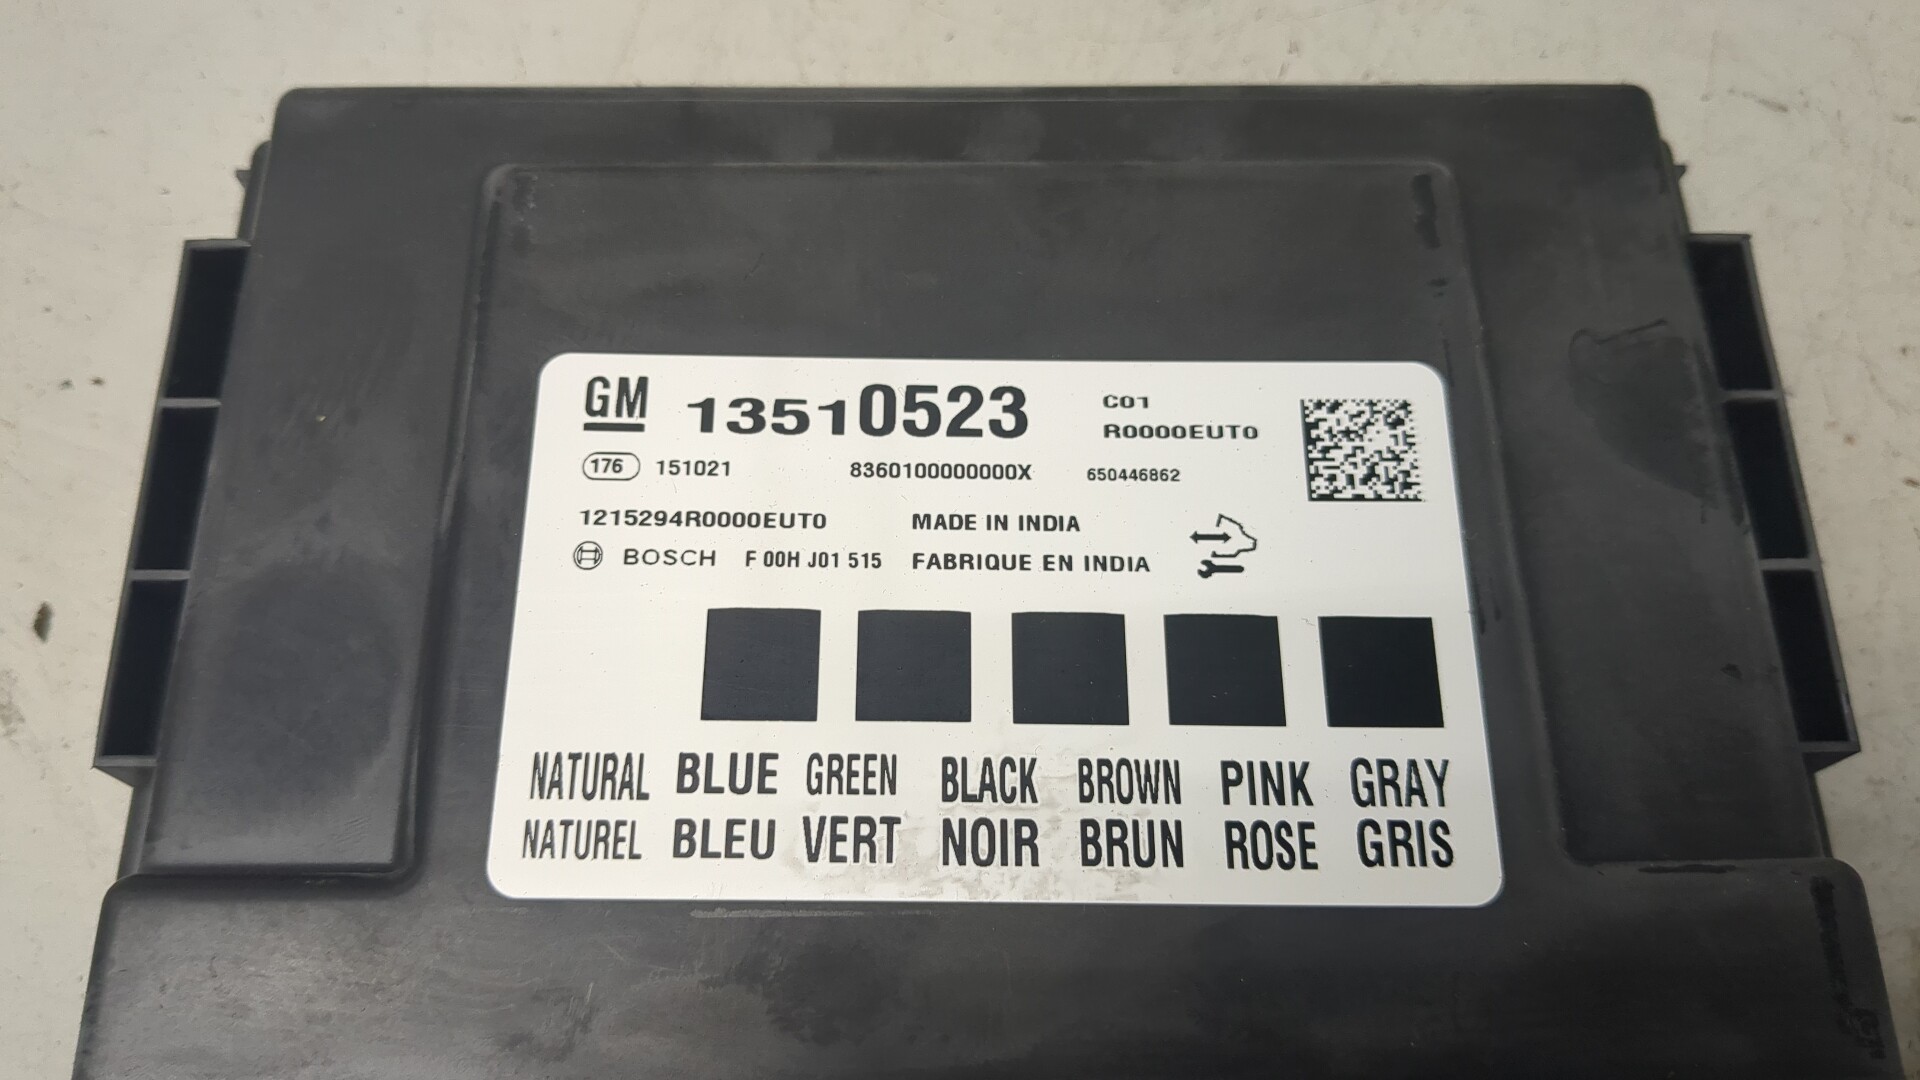 GM 13510523 C01
R0000EUT0
176 151021 8360100000000X 650446862
1215294R0000EUT0 MADE IN INDIA
BOSCH F 00H J01 515 FABRIQUE EN INDIA
NATURAL BLUE GREEN BLACK BROWN PINK GRAY
NATUREL BLEU VERT NOIR BRUN ROSE GRIS